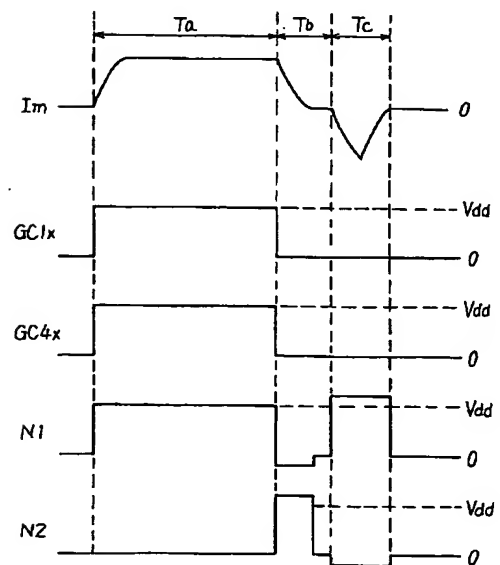 Ta Tb Tc
Im 0
Vdd
GC1x 0
Vdd
GC4x 0
Vdd
N1 0
Vdd
N2 0